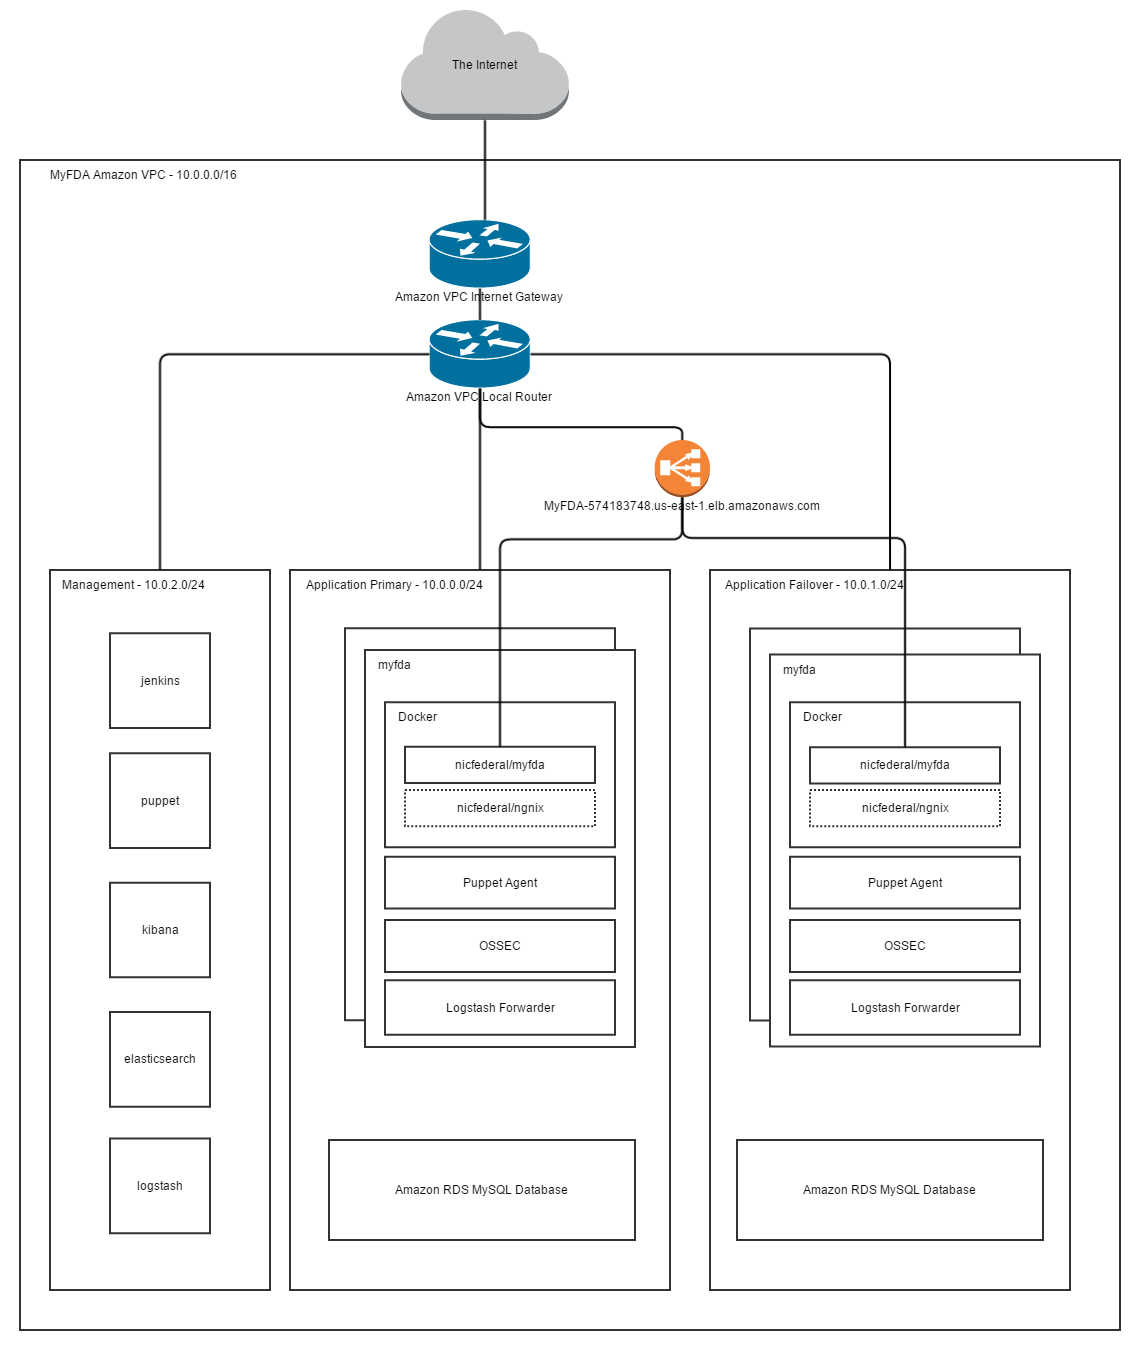 The Internet
MyFDA Amazon VPC - 10.0.0.0/16
Amazon VPC Internet Gateway
Amazon VPC Local Router
MyFDA-574183748.us-east-1.elb.amazonaws.com
Management - 10.0.2.0/24
jenkins
puppet
kibana
elasticsearch
logstash
Application Primary - 10.0.0.0/24
myfda
Docker
nicfederal/myfda
nicfederal/ngnix
Puppet Agent
OSSEC
Logstash Forwarder
Amazon RDS MySQL Database
Application Failover - 10.0.1.0/24
myfda
Docker
nicfederal/myfda
nicfederal/ngnix
Puppet Agent
OSSEC
Logstash Forwarder
Amazon RDS MySQL Database